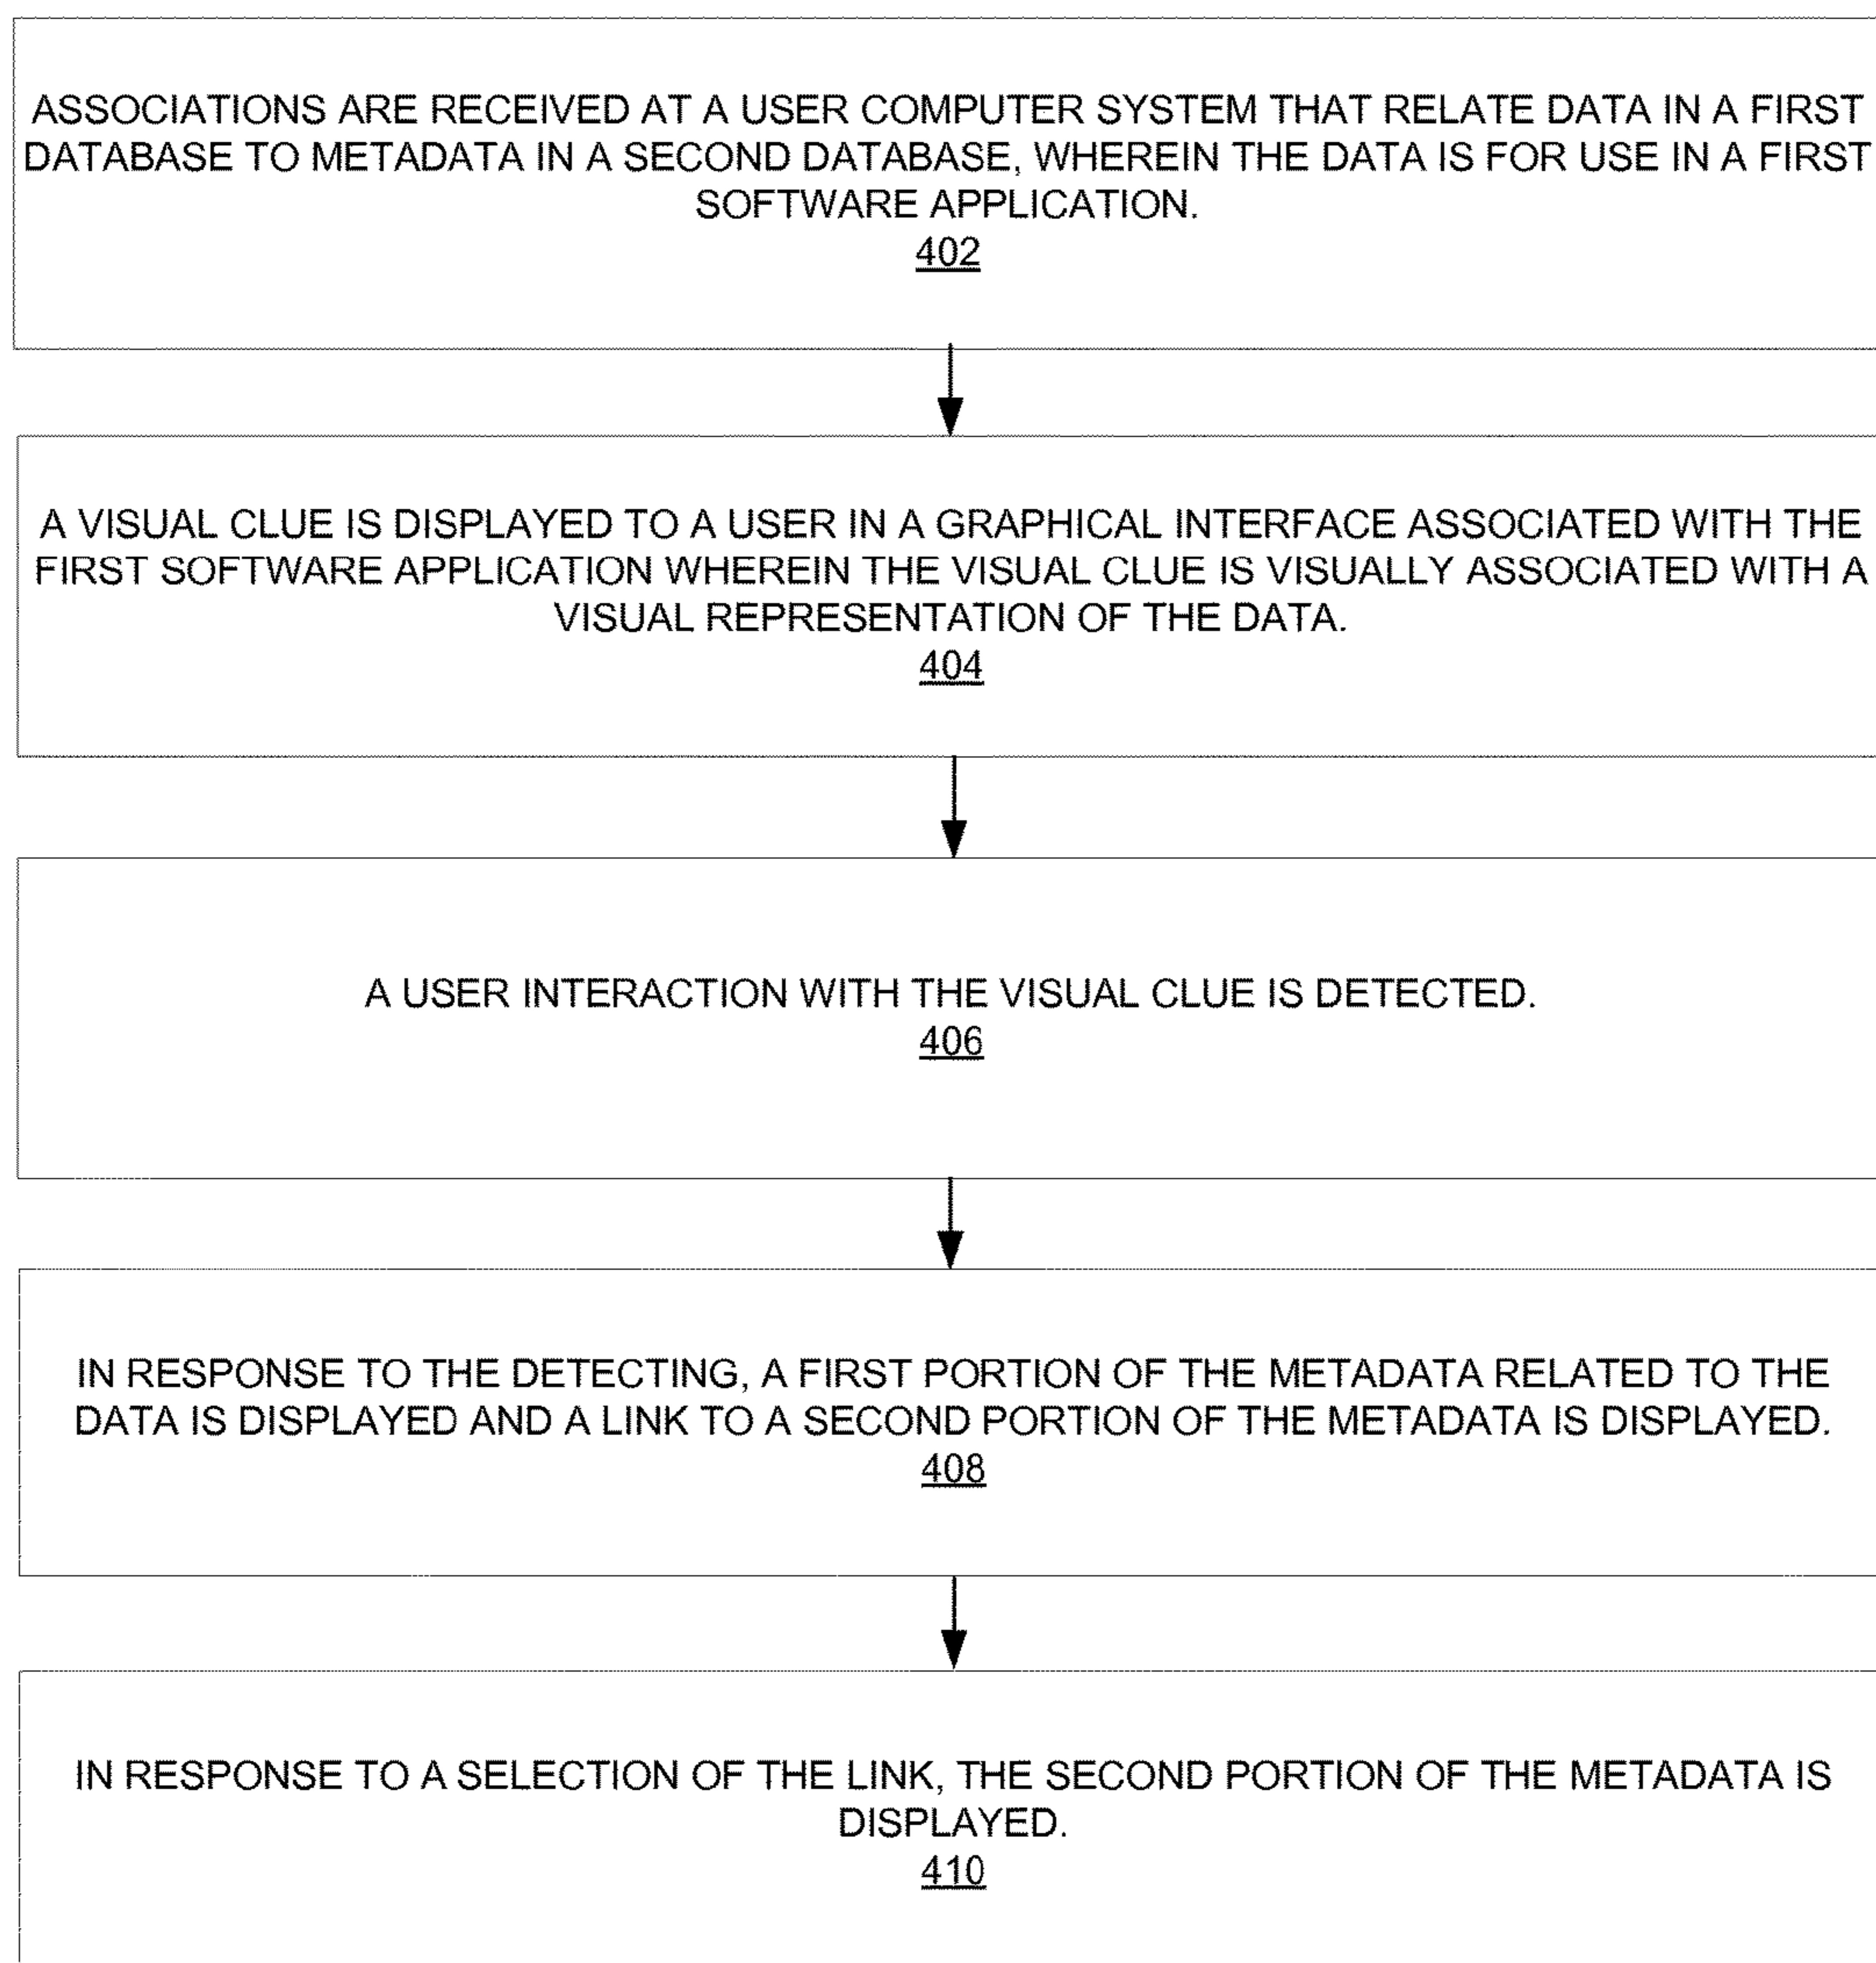 ASSOCIATIONS ARE RECEIVED AT A USER COMPUTER SYSTEM THAT RELATE DATA IN A FIRST
DATABASE TO METADATA IN A SECOND DATABASE, WHEREIN THE DATA IS FOR USE IN A FIRST
SOFTWARE APPLICATION.
402
A VISUAL CLUE IS DISPLAYED TO A USER IN A GRAPHICAL INTERFACE ASSOCIATED WITH THE
FIRST SOFTWARE APPLICATION WHEREIN THE VISUAL CLUE IS VISUALLY ASSOCIATED WITH A
VISUAL REPRESENTATION OF THE DATA.
404
A USER INTERACTION WITH THE VISUAL CLUE IS DETECTED.
406
IN RESPONSE TO THE DETECTING, A FIRST PORTION OF THE METADATA RELATED TO THE
DATA IS DISPLAYED AND A LINK TO A SECOND PORTION OF THE METADATA IS DISPLAYED.
408
IN RESPONSE TO A SELECTION OF THE LINK, THE SECOND PORTION OF THE METADATA IS
DISPLAYED.
410